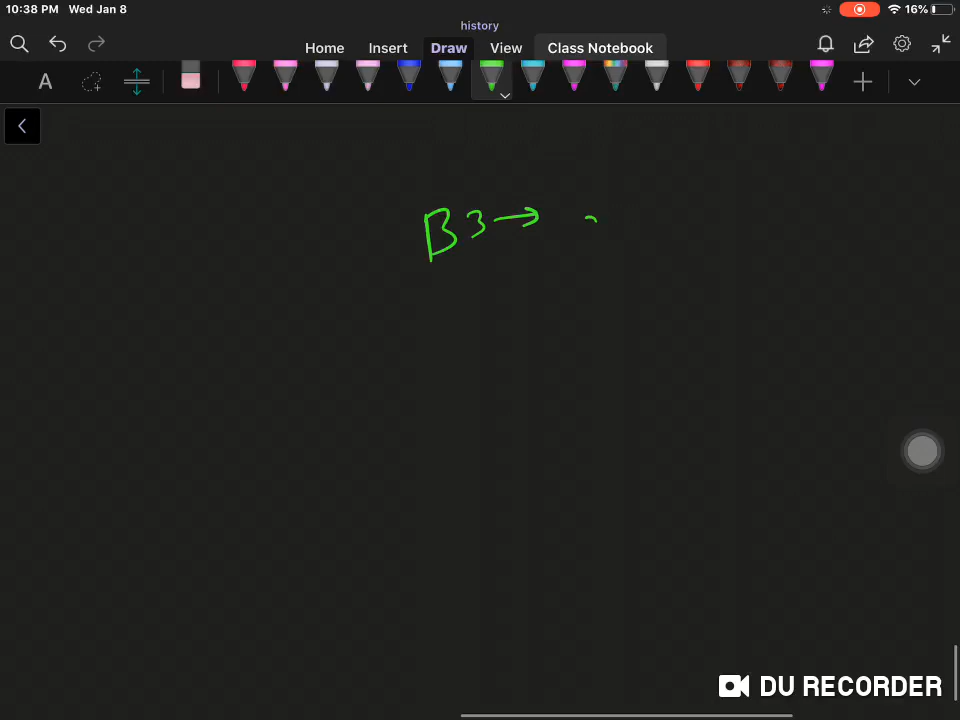 10:38 PM Wed Jan 8 16%
history
Home Insert Draw View Class Notebook
A
B3→
DU RECORDER